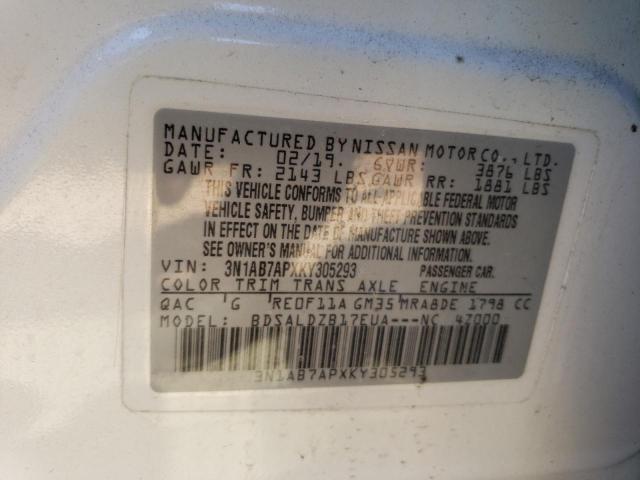 MANUFACTURED BY NISSAN MOTOR CO., LTD.
DATE: 02/19. GVWR: 3876 LBS
GAWR FR: 2143 LBS GAWR RR: 1881 LBS
THIS VEHICLE CONFORMS TO ALL APPLICABLE FEDERAL MOTOR
VEHICLE SAFETY, BUMPER AND THEFT PREVENTION STANDARDS
IN EFFECT ON THE DATE OF MANUFACTURE SHOWN ABOVE.
SEE OWNER'S MANUAL FOR ADDITIONAL INFORMATION.
VIN: 3N1AB7APXKY305293 PASSENGER CAR.
COLOR TRIM TRANS AXLE ENGINE
QAC G RE0F11A GM35 MRA8DE 1798 CC
MODEL: BDSALDZB17EUA---NC 4Z000
3N1AB7APXKY305293